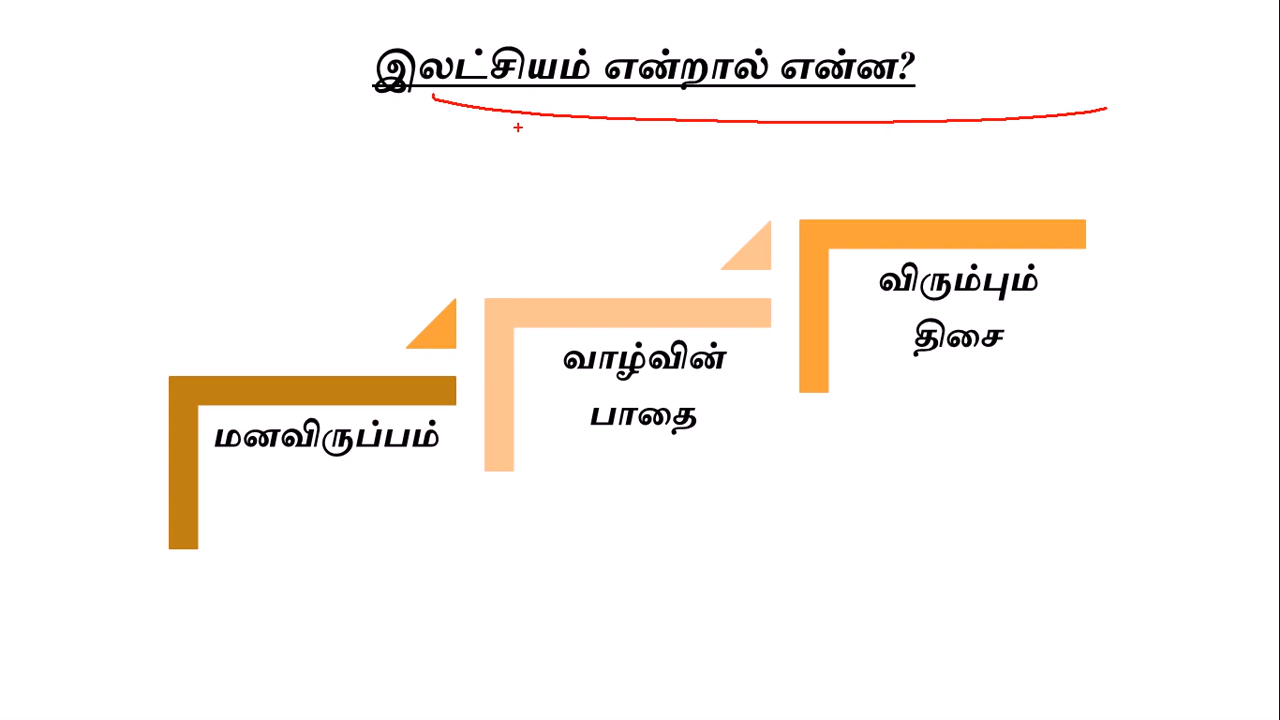 இலட்சியம் என்றால் என்ன?
மனவிருப்பம்
வாழ்வின்
பாதை
விரும்பும்
திசை